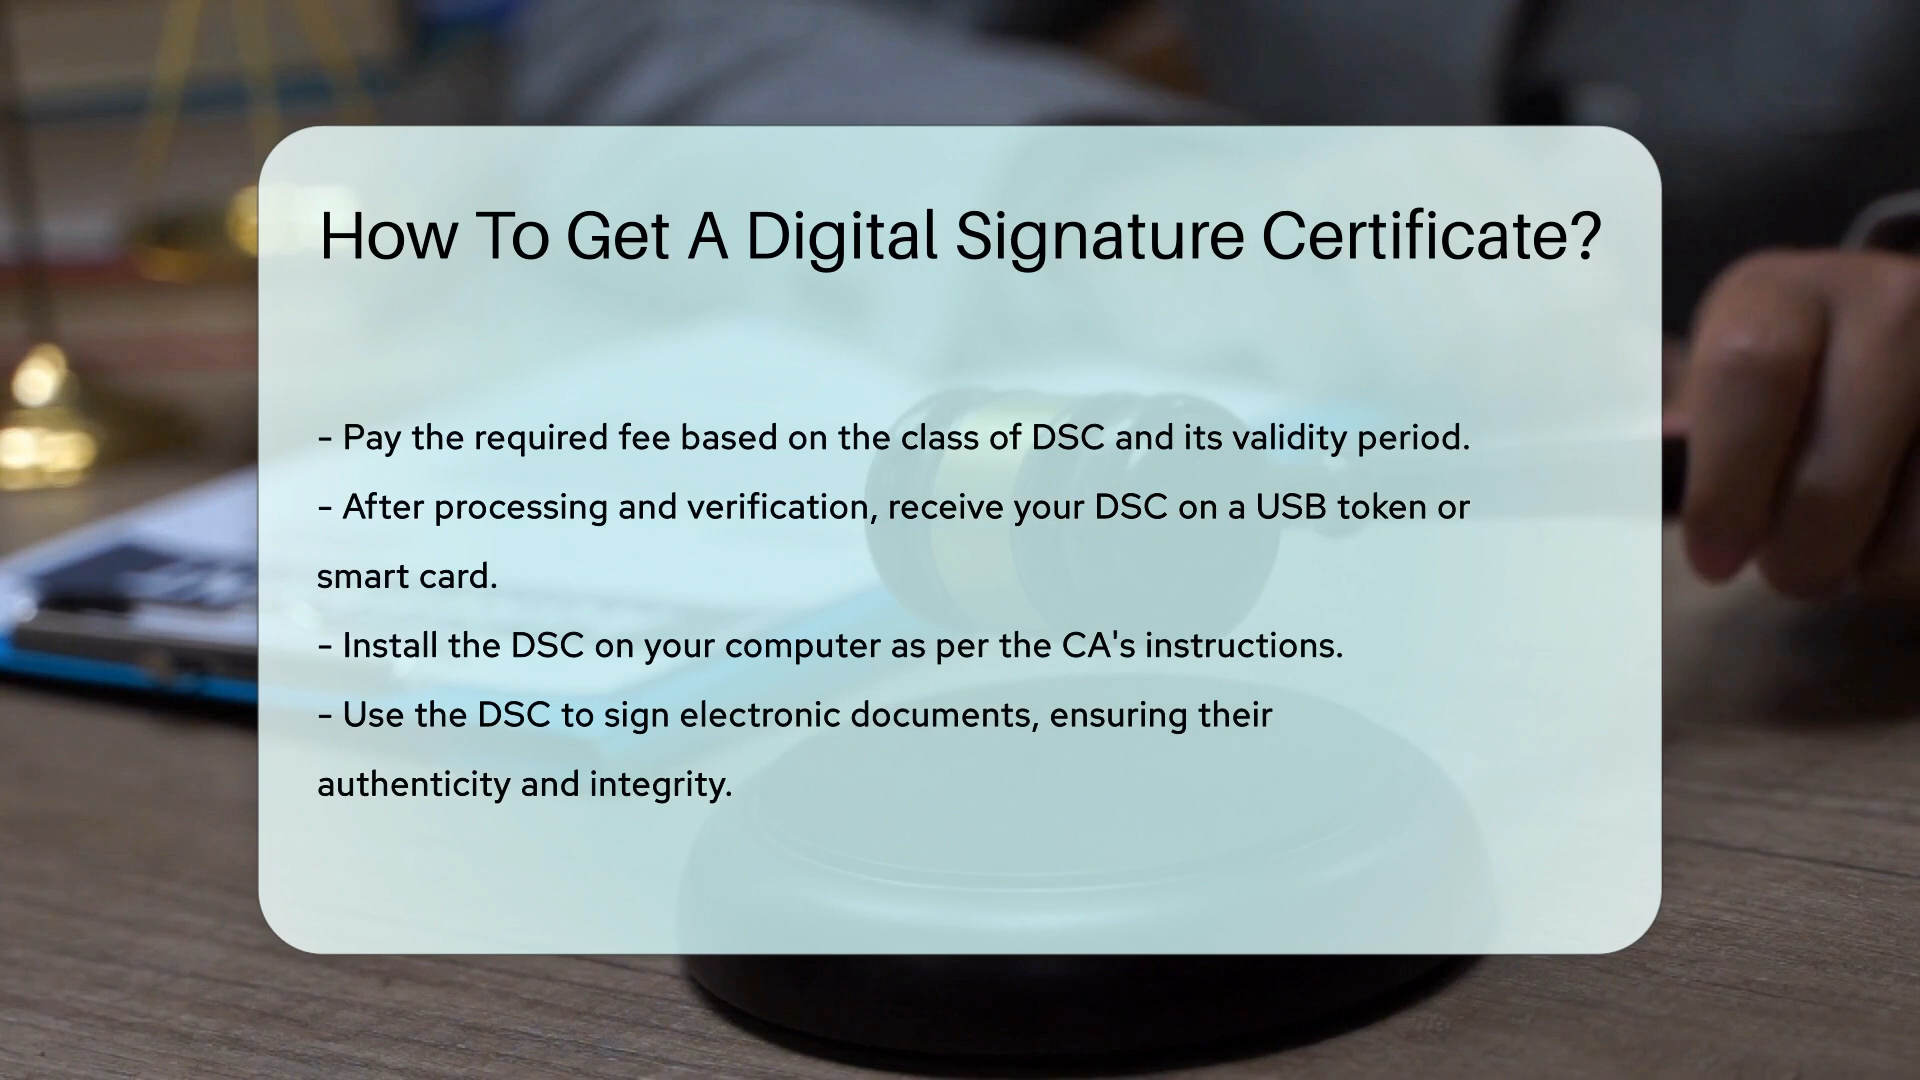 How To Get A Digital Signature Certificate?
- Pay the required fee based on the class of DSC and its validity period.
- After processing and verification, receive your DSC on a USB token or
smart card.
- Install the DSC on your computer as per the CA's instructions.
- Use the DSC to sign electronic documents, ensuring their
authenticity and integrity.